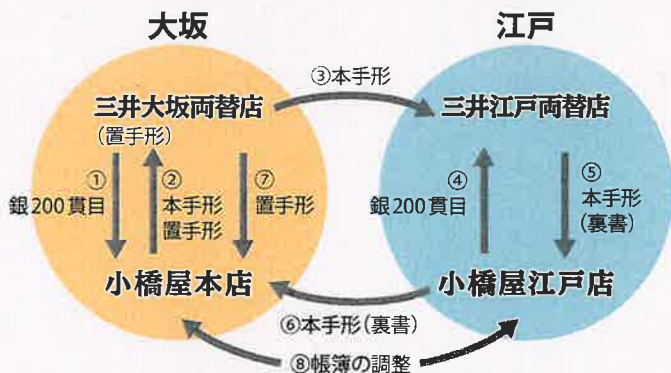 大坂
江戸
③本手形
三井大坂両替店
(置手形)
三井江戸両替店
①
銀200貫目
②
本手形
置手形
⑦
置手形
④
銀200貫目
⑤
本手形
(裏書)
小橋屋本店
小橋屋江戸店
⑥本手形(裏書)
⑧帳簿の調整